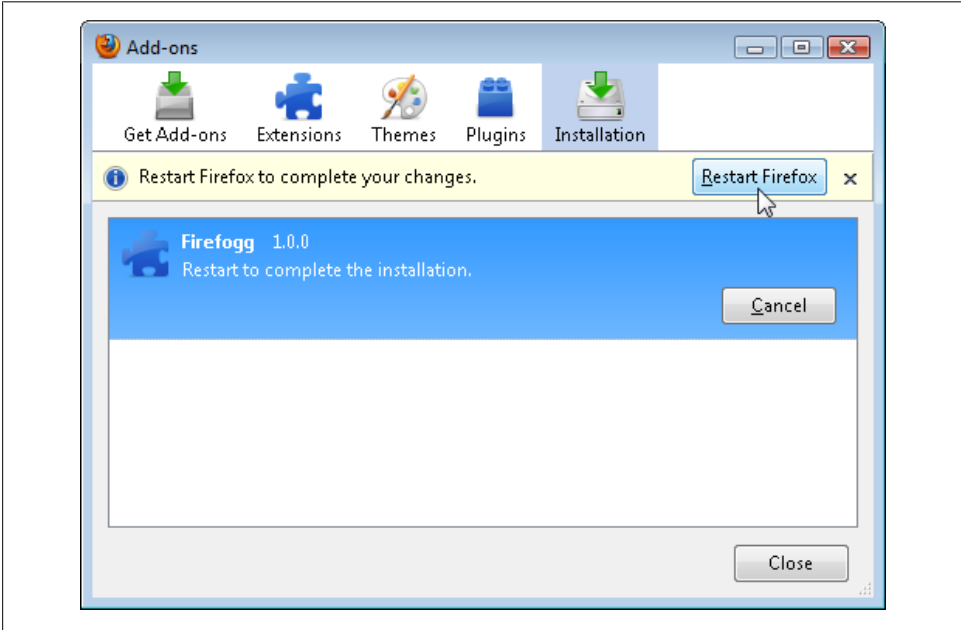 Add-ons
Get Add-ons Extensions Themes Plugins Installation
Restart Firefox to complete your changes. Restart Firefox
Firefogg 1.0.0
Restart to complete the installation.
Cancel
Close